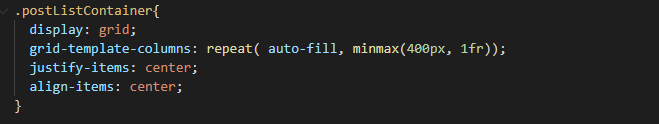 .postListContainer{
display: grid;
grid-template-columns: repeat( auto-fill, minmax(400px, 1fr));
justify-items: center;
align-items: center;
}